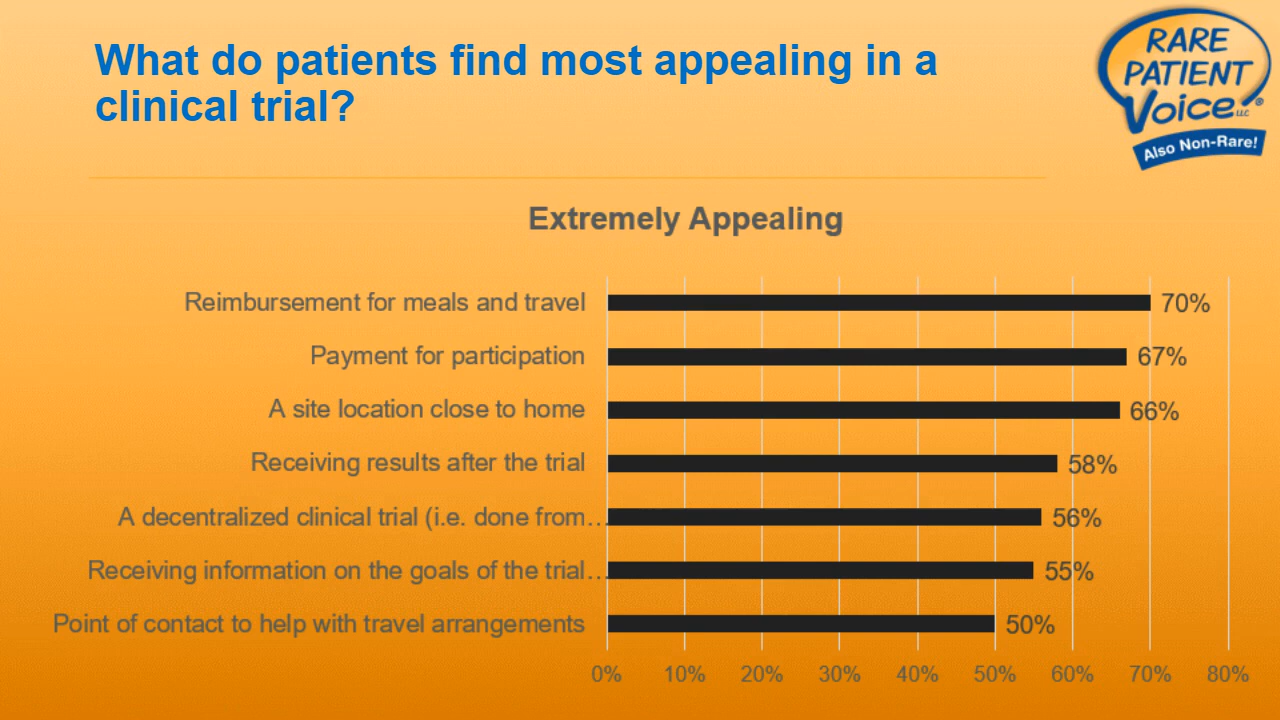 What do patients find most appealing in a
clinical trial?
RARE
PATIENT
Voice LLC
®
Also Non-Rare!
Extremely Appealing
Reimbursement for meals and travel 70%
Payment for participation 67%
A site location close to home 66%
Receiving results after the trial 58%
A decentralized clinical trial (i.e. done from… 56%
Receiving information on the goals of the trial… 55%
Point of contact to help with travel arrangements 50%
0% 10% 20% 30% 40% 50% 60% 70% 80%